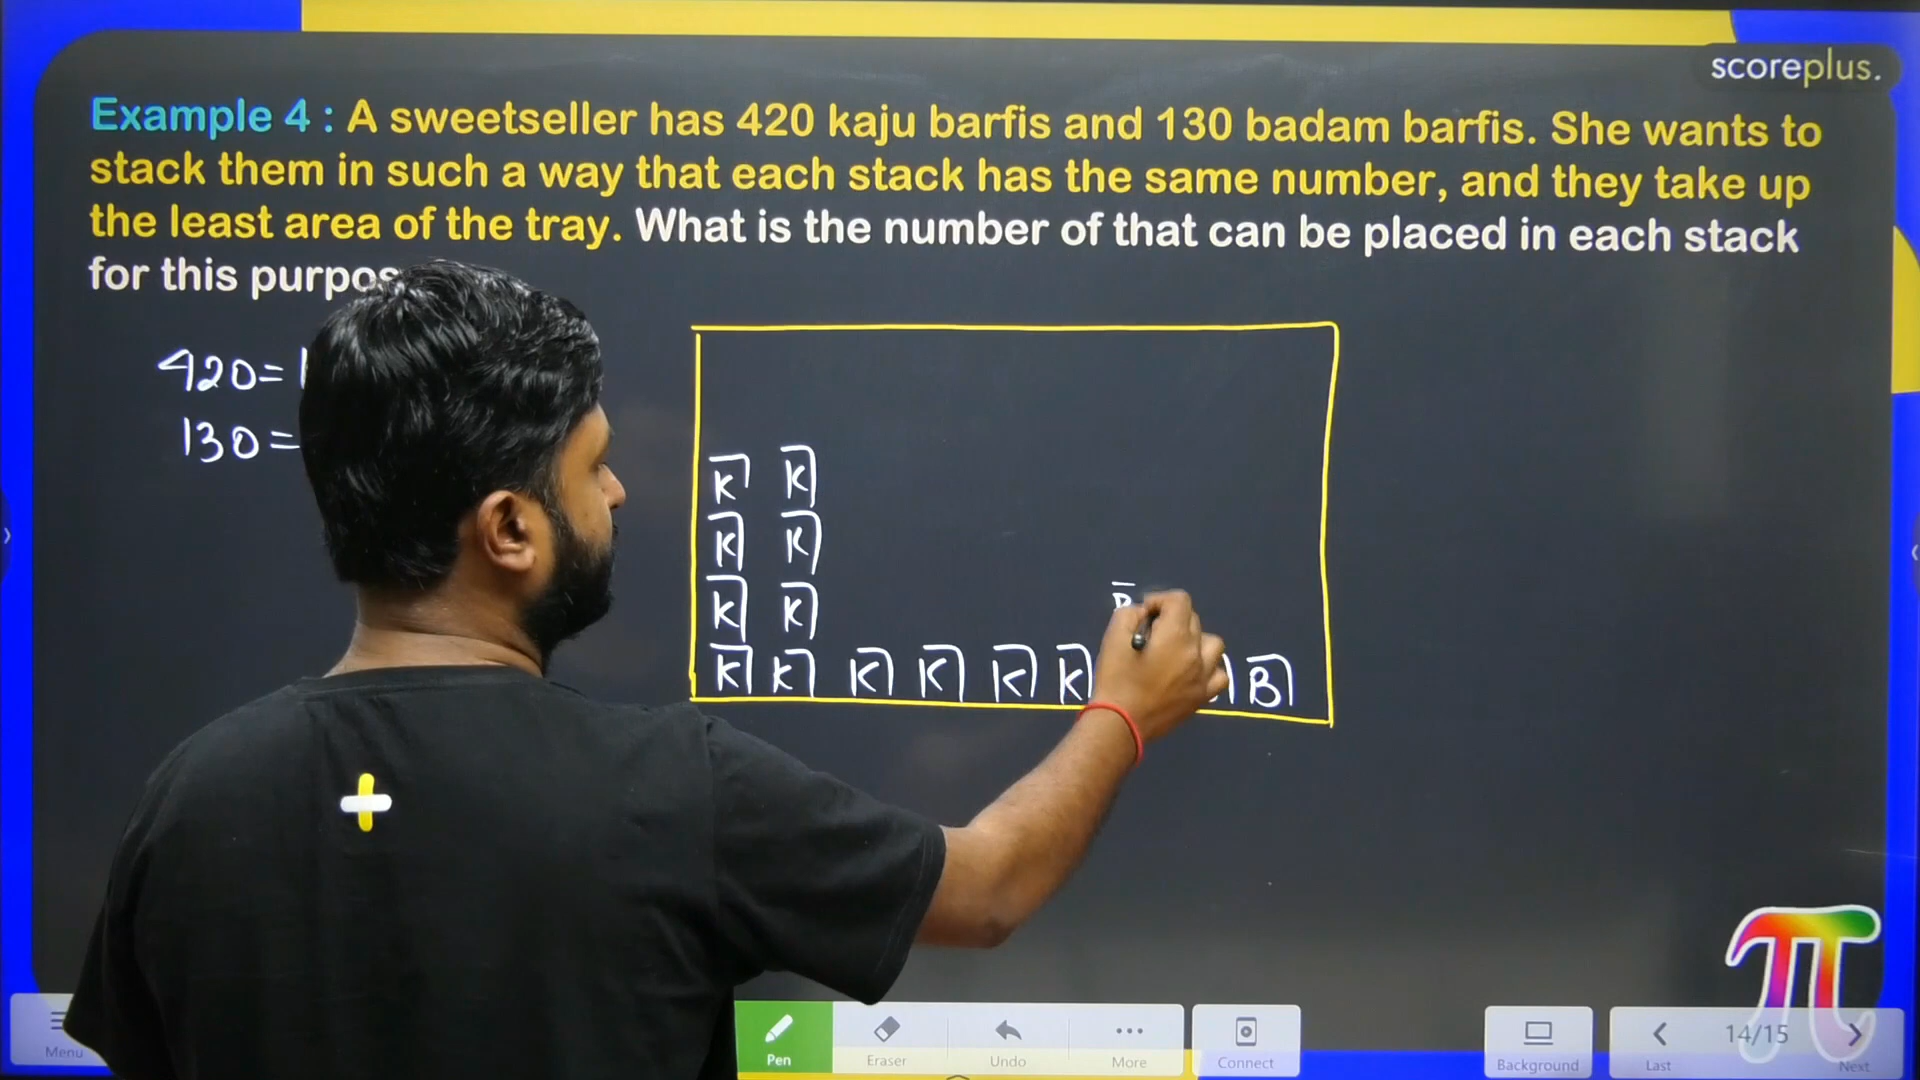 scoreplus.
Example 4 : A sweetseller has 420 kaju barfis and 130 badam barfis. She wants to
stack them in such a way that each stack has the same number, and they take up
the least area of the tray. What is the number of that can be placed in each stack
for this
420=
130=
K K
K K
K K
K K K K K K B
π
Menu
Pen
Eraser
Undo
More
Connect
Background
Last
14/15
Next